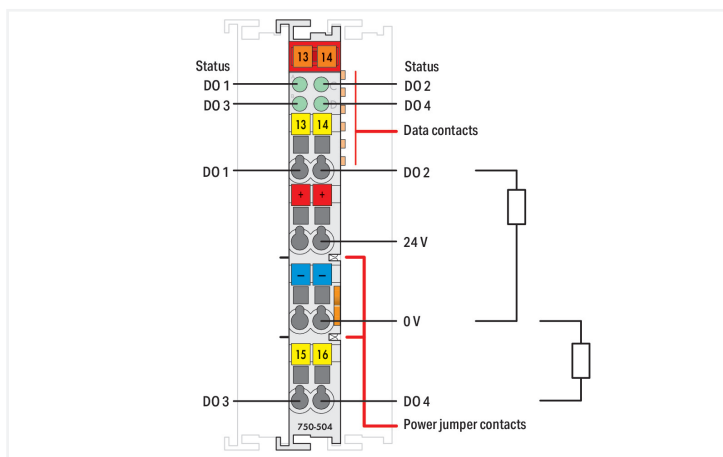 13 14
Status
Status
DO 1
DO 2
DO 3
DO 4
13 14
Data contacts
DO 1
DO 2
+ +
24 V
– –
0 V
15 16
DO 3
DO 4
Power jumper contacts
750-504